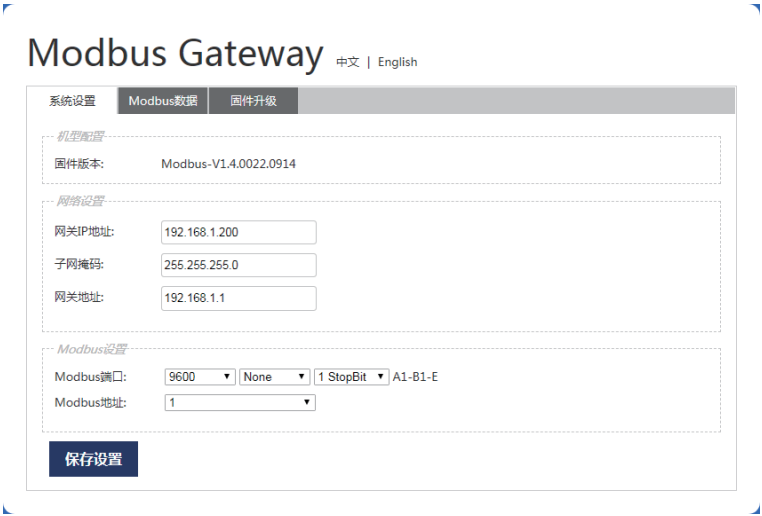 Modbus Gateway 中文 | English
系统设置 Modbus数据 固件升级
机型配置
固件版本: Modbus-V1.4.0022.0914
网络设置
网关IP地址: 192.168.1.200
子网掩码: 255.255.255.0
网关地址: 192.168.1.1
Modbus设置
Modbus端口: 9600 None 1 StopBit A1-B1-E
Modbus地址: 1
保存设置